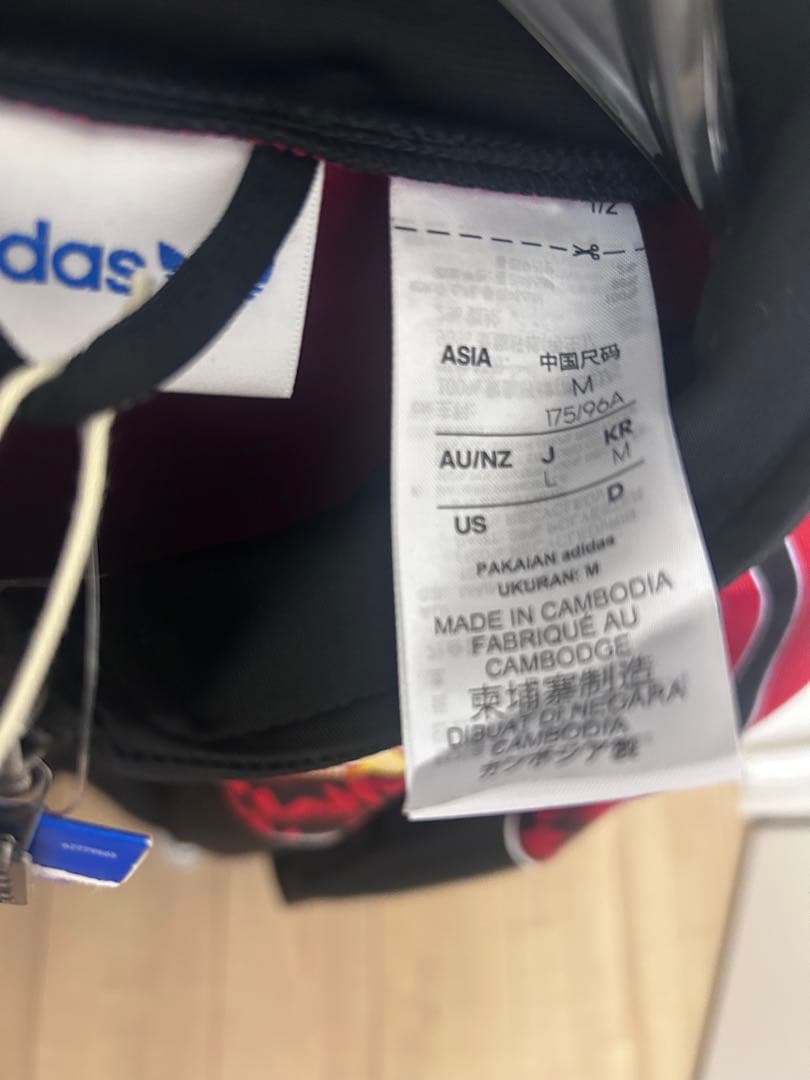 das
1/2
ASIA 中国尺码
M
175/96A
AU/NZ J KR
L M
US D
PAKAIAN adidas
UKURAN: M
MADE IN CAMBODIA
FABRIQUÉ AU
CAMBODGE
柬埔寨制造
DIBUAT DI NEGARA
CAMBODIA
カンボジア製